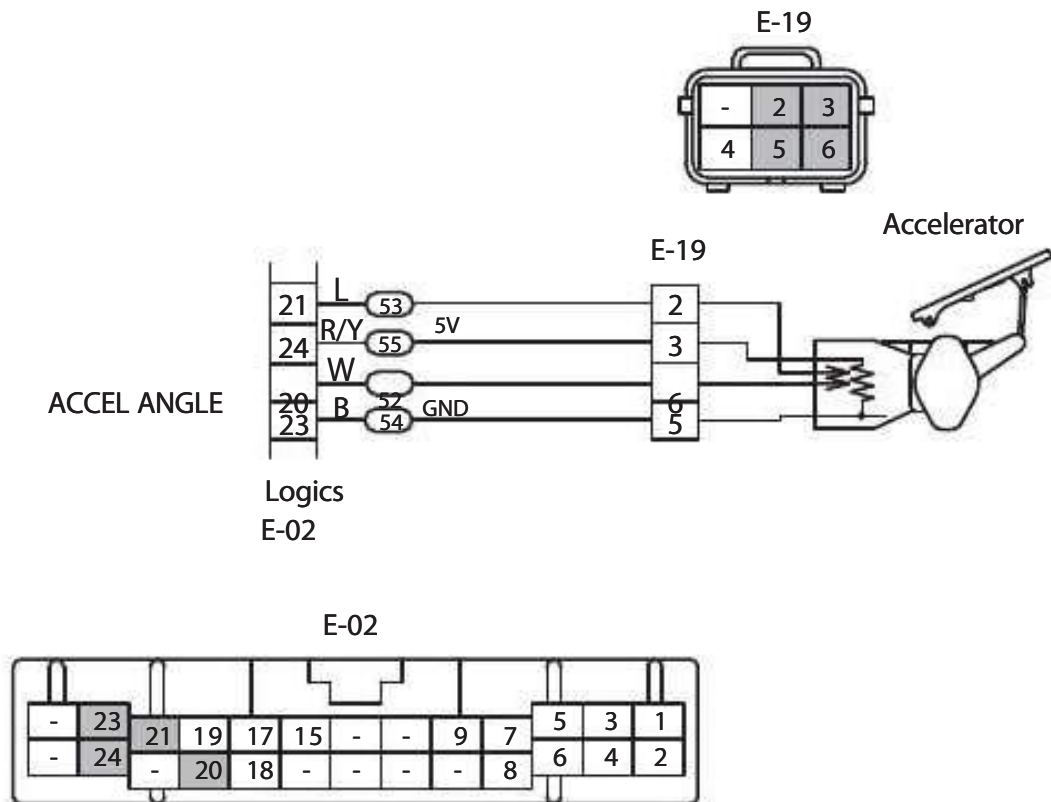 E-19
- 2 3
4 5 6
Accelerator
E-19
21 L 53 2
24 R/Y 55 5V 3
ACCEL ANGLE 20 W 52 6
23 B 54 GND 5
Logics
E-02
E-02
- 23 21 19 17 15 - - 9 7 5 3 1
- 24 - 20 18 - - - - 8 6 4 2